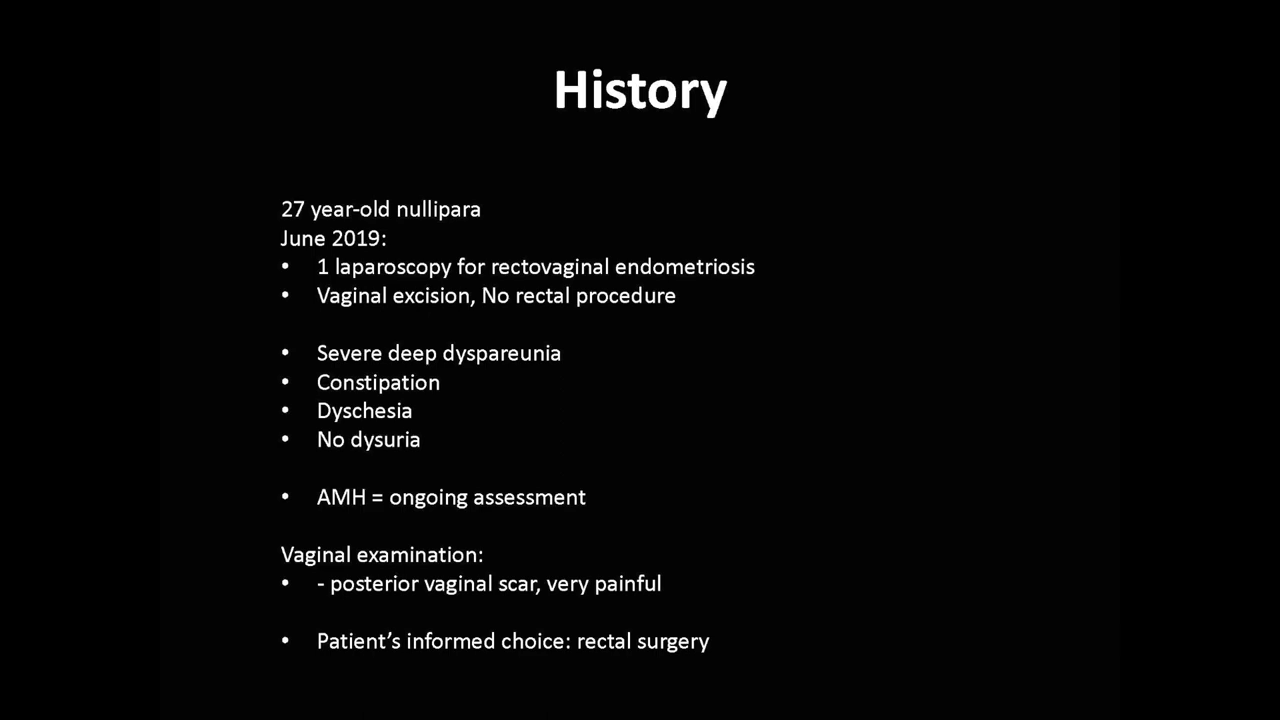 History
27 year-old nullipara
June 2019:
• 1 laparoscopy for rectovaginal endometriosis
• Vaginal excision, No rectal procedure
• Severe deep dyspareunia
• Constipation
• Dyschesia
• No dysuria
• AMH = ongoing assessment
Vaginal examination:
• - posterior vaginal scar, very painful
• Patient’s informed choice: rectal surgery